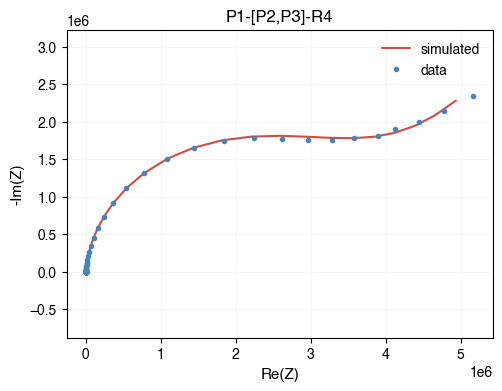 P1-[P2,P3]-R4
1e6
simulated
data
3.0
2.5
2.0
1.5
1.0
0.5
0.0
−0.5
-Im(Z)
0 1 2 3 4 5
1e6
Re(Z)